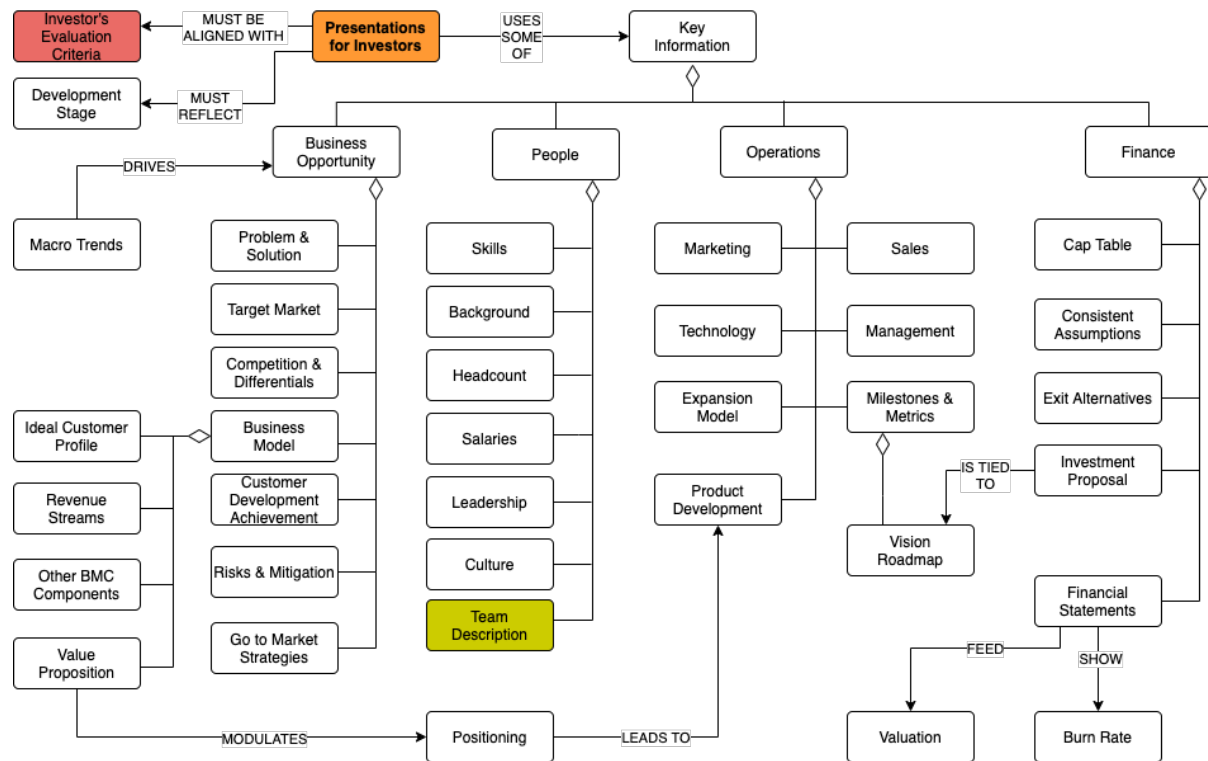 Investor's
Evaluation
Criteria
MUST BE
ALIGNED WITH
Presentations
for Investors
USES
SOME
OF
Key
Information
Development
Stage
MUST
REFLECT
Business
Opportunity
People
Operations
Finance
DRIVES
Macro Trends
Problem &
Solution
Skills
Marketing
Sales
Cap Table
Target Market
Background
Technology
Management
Consistent
Assumptions
Competition &
Differentials
Headcount
Expansion
Model
Milestones &
Metrics
Exit Alternatives
Ideal Customer
Profile
Business
Model
Salaries
IS TIED
TO
Investment
Proposal
Revenue
Streams
Customer
Development
Achievement
Leadership
Product
Development
Vision
Roadmap
Other BMC
Components
Risks & Mitigation
Culture
Financial
Statements
Value
Proposition
Go to Market
Strategies
Team
Description
FEED
SHOW
MODULATES
Positioning
LEADS TO
Valuation
Burn Rate